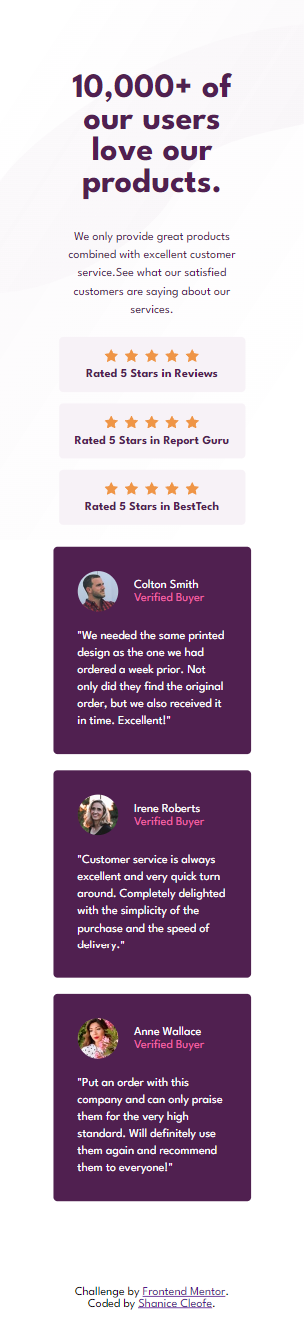 10,000+ of
our users
love our
products.
We only provide great products
combined with excellent customer
service.See what our satisfied
customers are saying about our
services.
Rated 5 Stars in Reviews
Rated 5 Stars in Report Guru
Rated 5 Stars in BestTech
Colton Smith
Verified Buyer
"We needed the same printed
design as the one we had
ordered a week prior. Not
only did they find the original
order, but we also received it
in time. Excellent!"
Irene Roberts
Verified Buyer
"Customer service is always
excellent and very quick turn
around. Completely delighted
with the simplicity of the
purchase and the speed of
delivery."
Anne Wallace
Verified Buyer
"Put an order with this
company and can only praise
them for the very high
standard. Will definitely use
them again and recommend
them to everyone!"
Challenge by Frontend Mentor.
Coded by Shanice Cleofe.